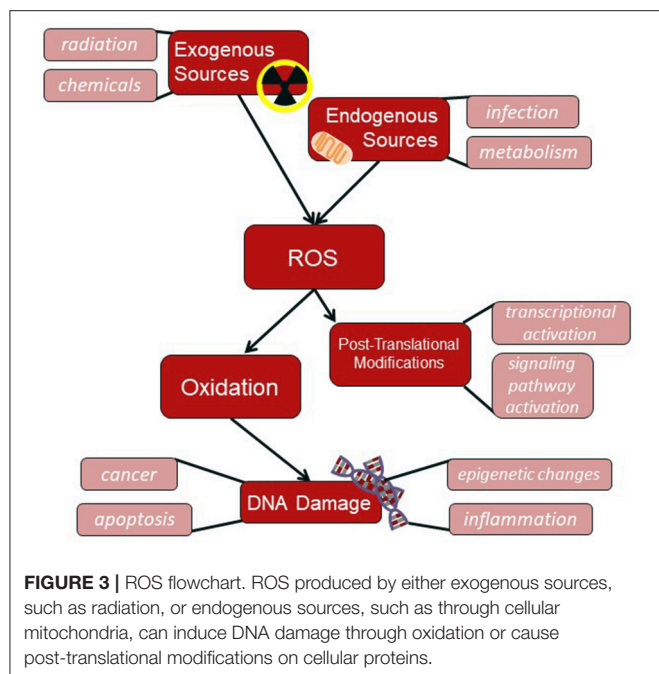 radiation
chemicals
Exogenous
Sources
Endogenous
Sources
infection
metabolism
ROS
Post-Translational
Modifications
transcriptional
activation
signaling
pathway
activation
Oxidation
cancer
apoptosis
DNA Damage
epigenetic changes
inflammation
FIGURE 3 | ROS flowchart. ROS produced by either exogenous sources,
such as radiation, or endogenous sources, such as through cellular
mitochondria, can induce DNA damage through oxidation or cause
post-translational modifications on cellular proteins.